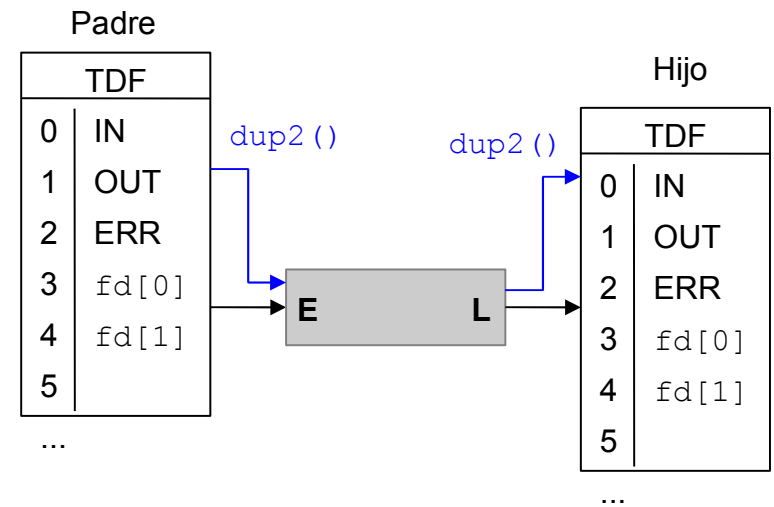 Padre
TDF
0 IN
1 OUT
2 ERR
3 fd[0]
4 fd[1]
5
...
dup2()
E L
dup2()
Hijo
TDF
0 IN
1 OUT
2 ERR
3 fd[0]
4 fd[1]
5
...